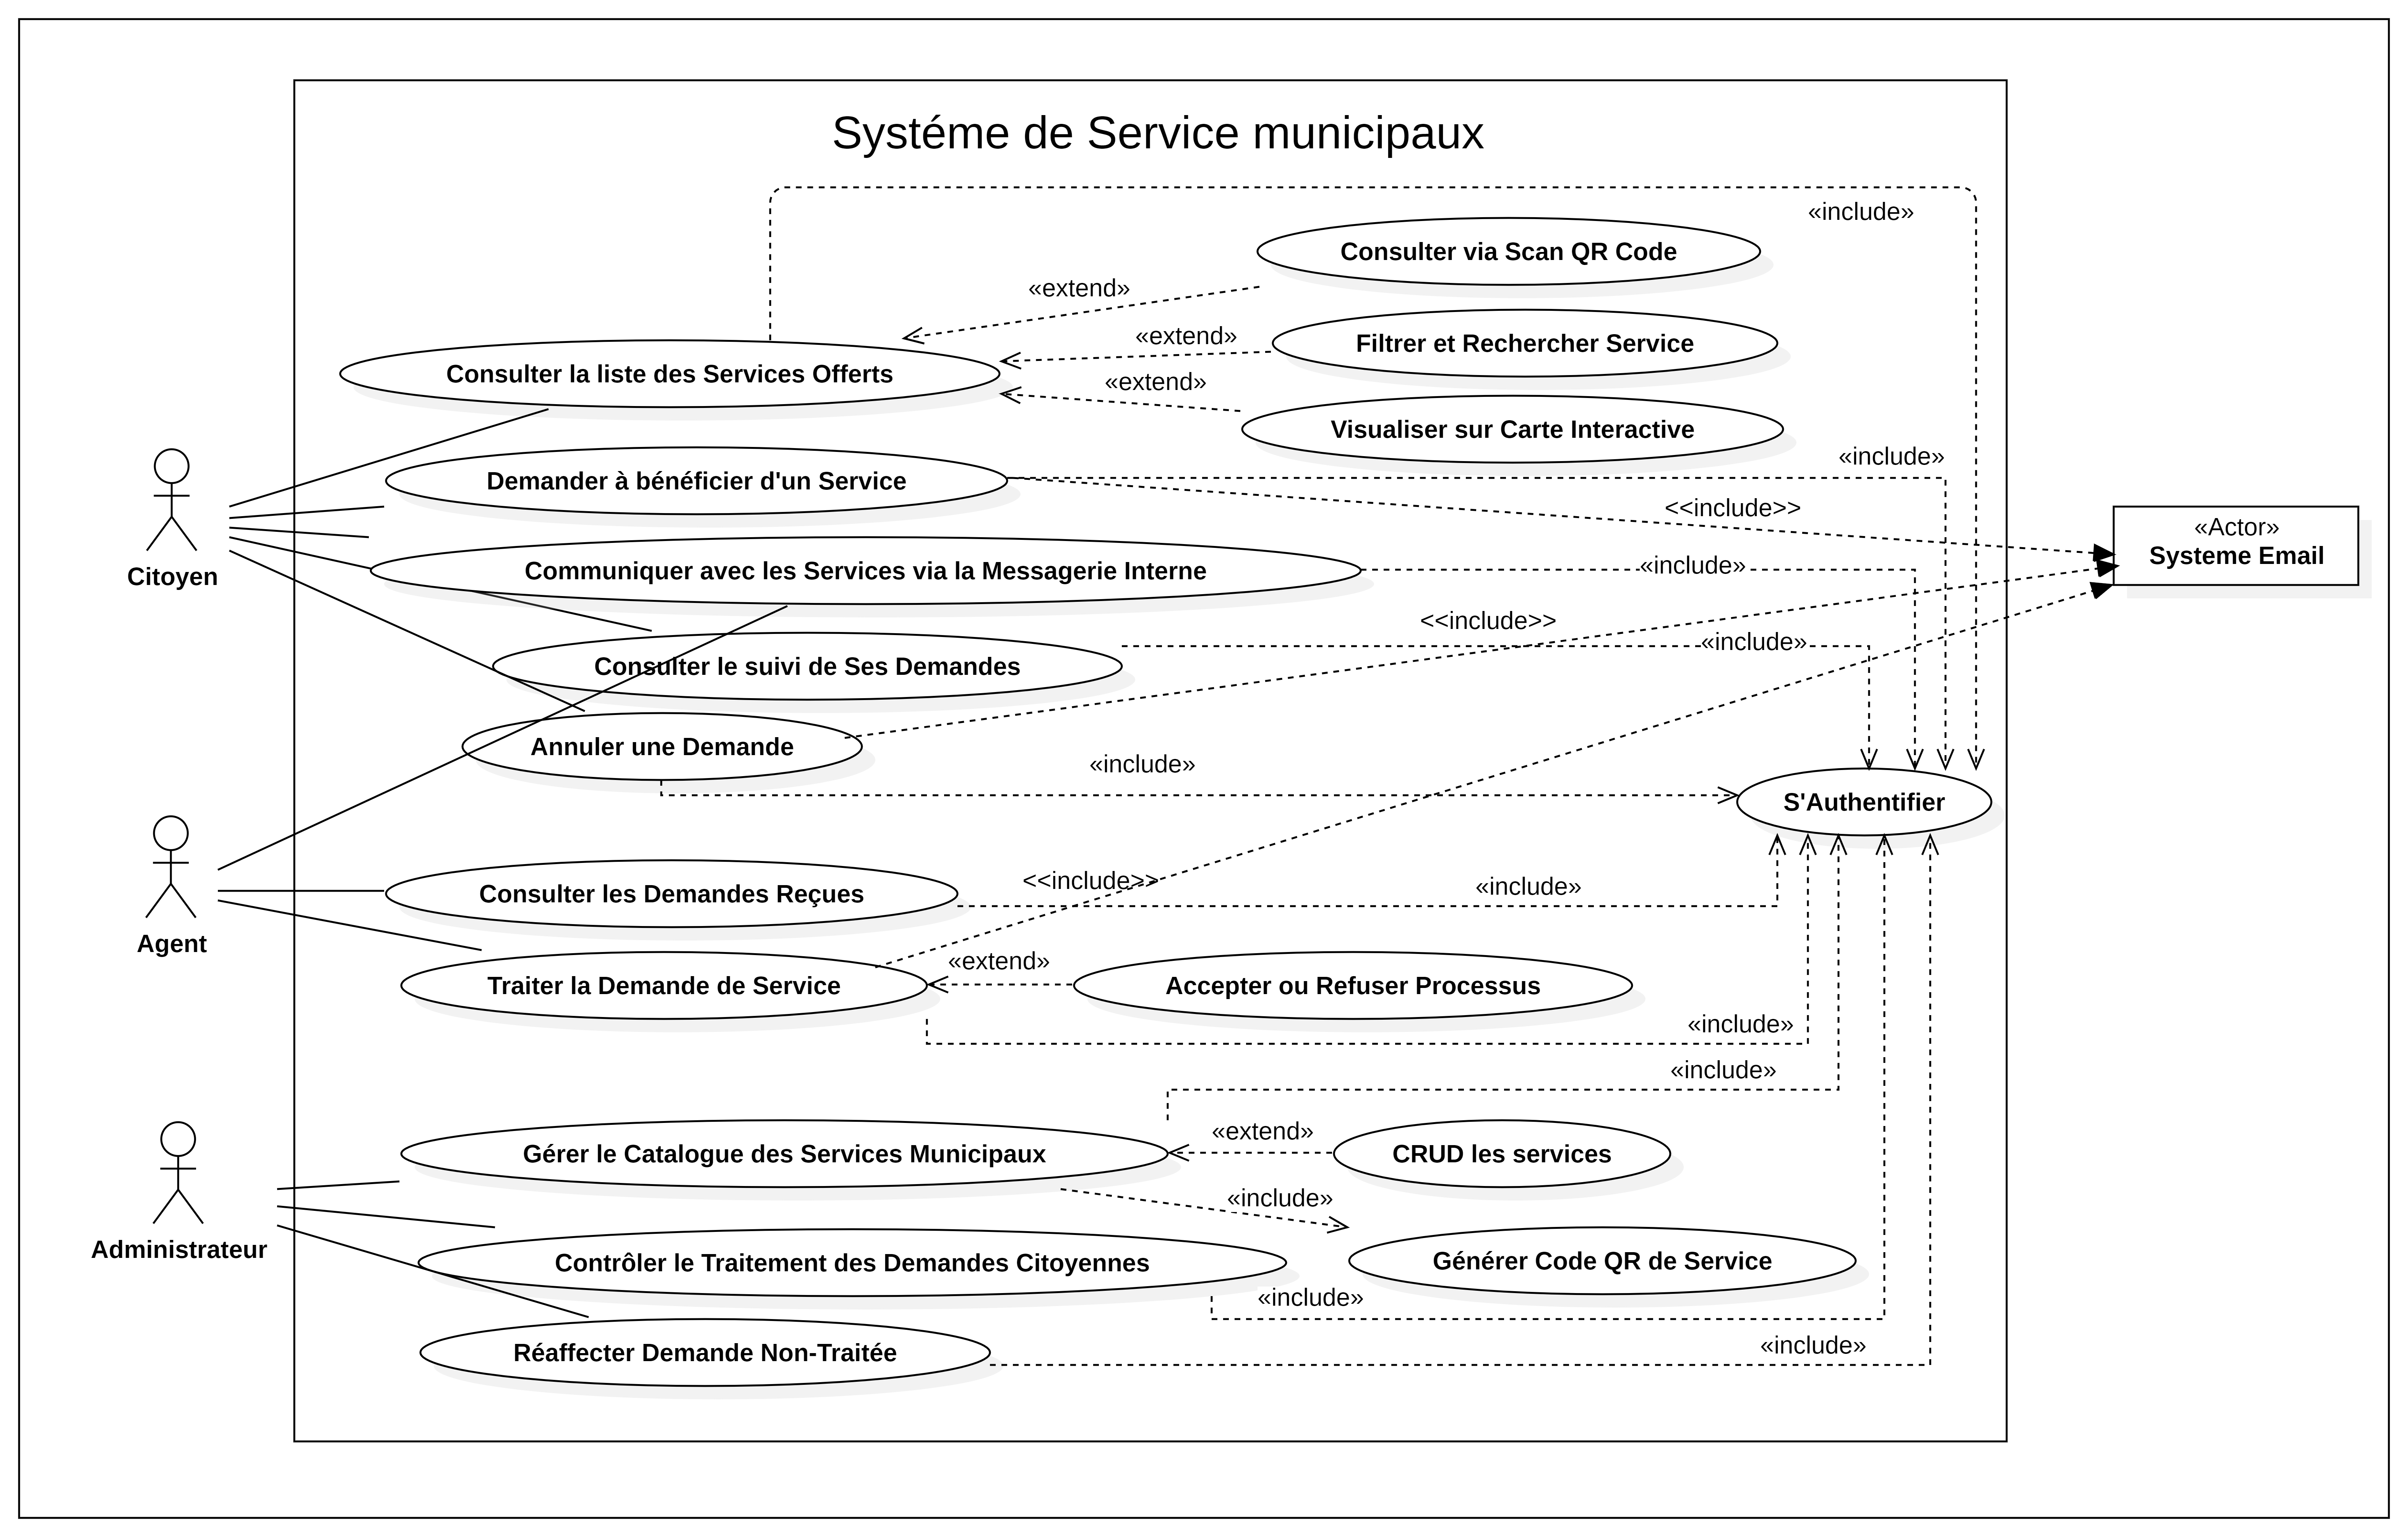 Systéme de Service municipaux
«include»
Consulter via Scan QR Code
«extend»
«extend»
Filtrer et Rechercher Service
Consulter la liste des Services Offerts
«extend»
Visualiser sur Carte Interactive
«include»
Demander à bénéficier d'un Service
<<include>>
«Actor»
Systeme Email
Citoyen
Communiquer avec les Services via la Messagerie Interne
«include»
<<include>>
«include»
Consulter le suivi de Ses Demandes
Annuler une Demande
«include»
S'Authentifier
Agent
Consulter les Demandes Reçues
<<include>>
«include»
«extend»
Traiter la Demande de Service
Accepter ou Refuser Processus
«include»
«include»
«extend»
Gérer le Catalogue des Services Municipaux
CRUD les services
«include»
Administrateur
Contrôler le Traitement des Demandes Citoyennes
Générer Code QR de Service
«include»
«include»
Réaffecter Demande Non-Traitée